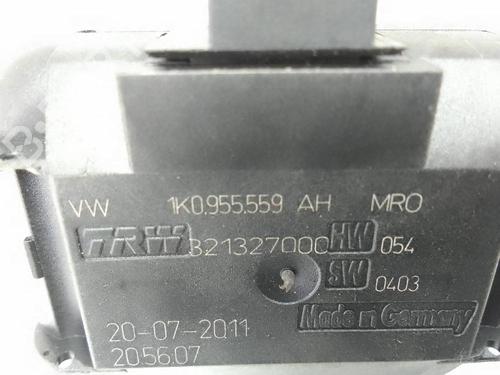 VW 1K0.955.559 AH MRO
TRW 321327000 HW 054
SW 0403
20-07-2011
20:56:07
Made in Germany